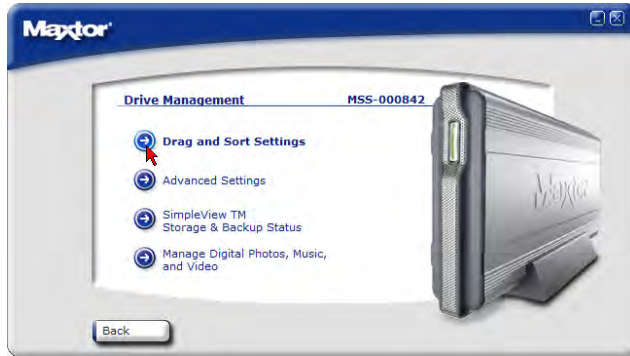 Maxtor
Drive Management MSS-000842
Drag and Sort Settings
Advanced Settings
SimpleView TM
Storage & Backup Status
Manage Digital Photos, Music,
and Video
Maxtor
Back